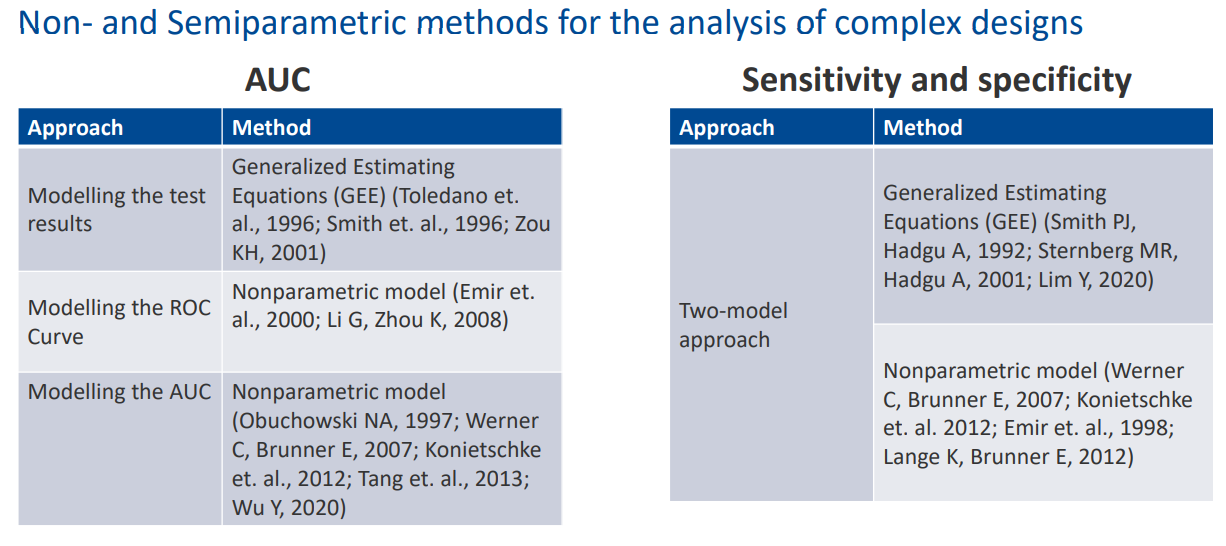 Non- and Semiparametric methods for the analysis of complex designs
AUC
Approach Method
Modelling the test
results
Generalized Estimating
Equations (GEE) (Toledano et.
al., 1996; Smith et. al., 1996; Zou
KH, 2001)
Modelling the ROC
Curve
Nonparametric model (Emir et.
al., 2000; Li G, Zhou K, 2008)
Modelling the AUC
Nonparametric model
(Obuchowski NA, 1997; Werner
C, Brunner E, 2007; Konietschke
et. al., 2012; Tang et. al., 2013;
Wu Y, 2020)
Sensitivity and specificity
Approach Method
Two-model
approach
Generalized Estimating
Equations (GEE) (Smith PJ,
Hadgu A, 1992; Sternberg MR,
Hadgu A, 2001; Lim Y, 2020)
Nonparametric model (Werner
C, Brunner E, 2007; Konietschke
et. al. 2012; Emir et. al., 1998;
Lange K, Brunner E, 2012)